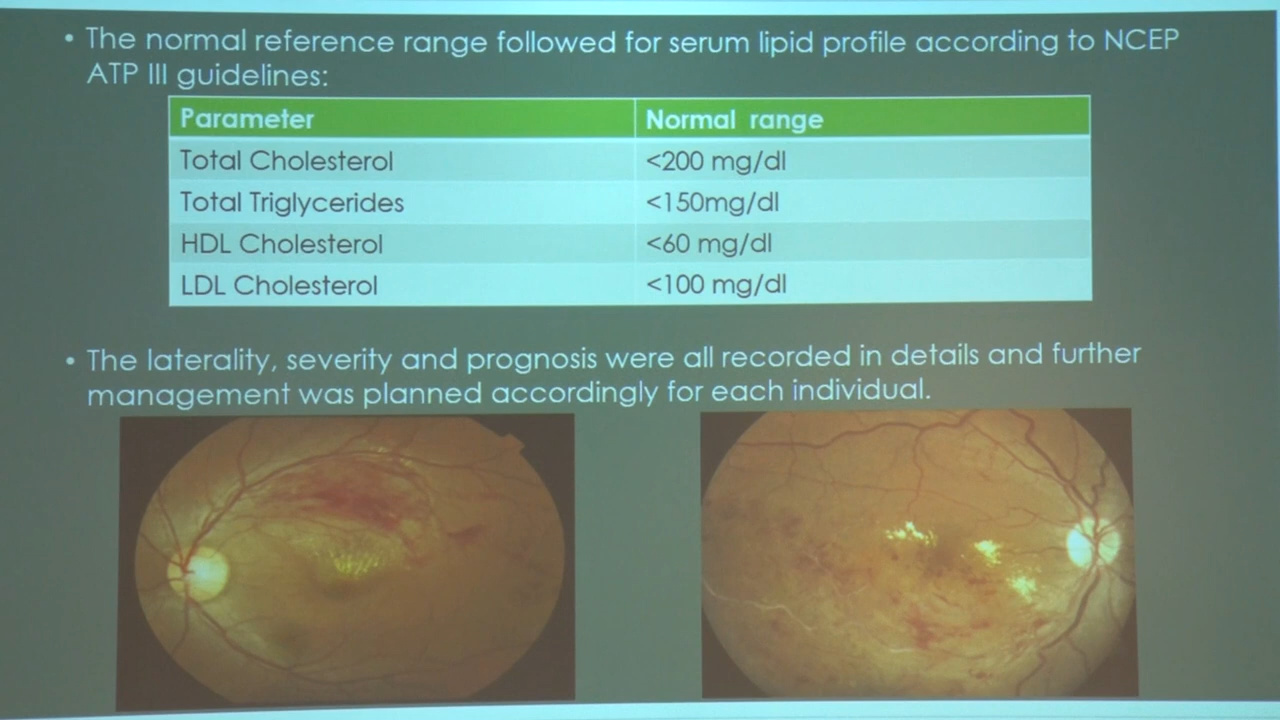 • The normal reference range followed for serum lipid profile according to NCEP
ATP III guidelines:
Parameter Normal range
Total Cholesterol <200 mg/dl
Total Triglycerides <150mg/dl
HDL Cholesterol <60 mg/dl
LDL Cholesterol <100 mg/dl
• The laterality, severity and prognosis were all recorded in details and further
management was planned accordingly for each individual.